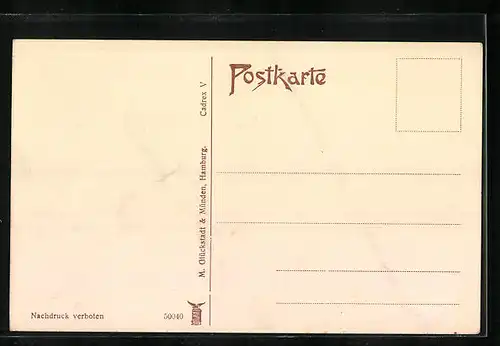 Postkarte
M. Glückstadt & Münden, Hamburg. Cadrex V
Nachdruck verboten 50040